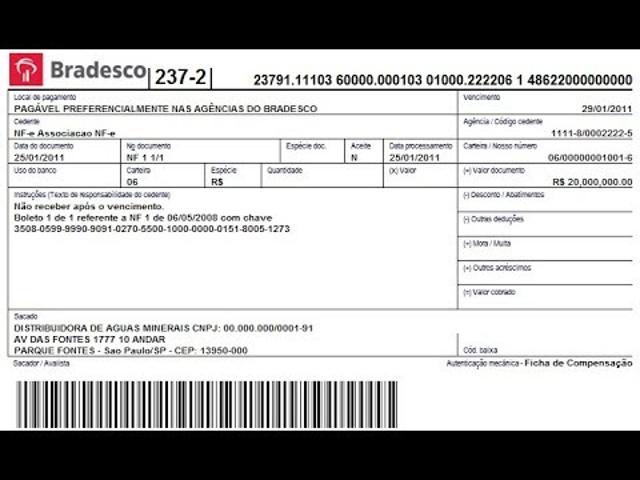 Bradesco 237-2 23791.11103 60000.000103 01000.222206 1 48622000000000
Local de pagamento
PAGÁVEL PREFERENCIALMENTE NAS AGÊNCIAS DO BRADESCO
Vencimento
29/01/2011
Cedente
NF-e Associacao NF-e
Agência / Código cedente
1111-8/0002222-5
Data do documento Nº documento Espécie doc. Aceite Data processamento
25/01/2011 NF 1 1/1 N 25/01/2011
Carteira / Nosso número
06/00000001001-6
Uso do banco Carteira Espécie Quantidade (x) Valor
06 R$
(=) Valor documento
R$ 20,000,000.00
Instruções (Texto de responsabilidade do cedente)
Não receber após o vencimento.
Boleto 1 de 1 referente a NF 1 de 06/05/2008 com chave
3508-0599-9990-9091-0270-5500-1000-0000-0151-8005-1273
(-) Desconto / Abatimentos
(-) Outras deduções
(+) Mora / Multa
(+) Outros acréscimos
(=) Valor cobrado
Sacado
DISTRIBUIDORA DE AGUAS MINERAIS CNPJ: 00.000.000/0001-91
AV DAS FONTES 1777 10 ANDAR
PARQUE FONTES - Sao Paulo/SP - CEP: 13950-000
Cód. baixa
Sacador / Avalista
Autenticação mecânica - Ficha de Compensação